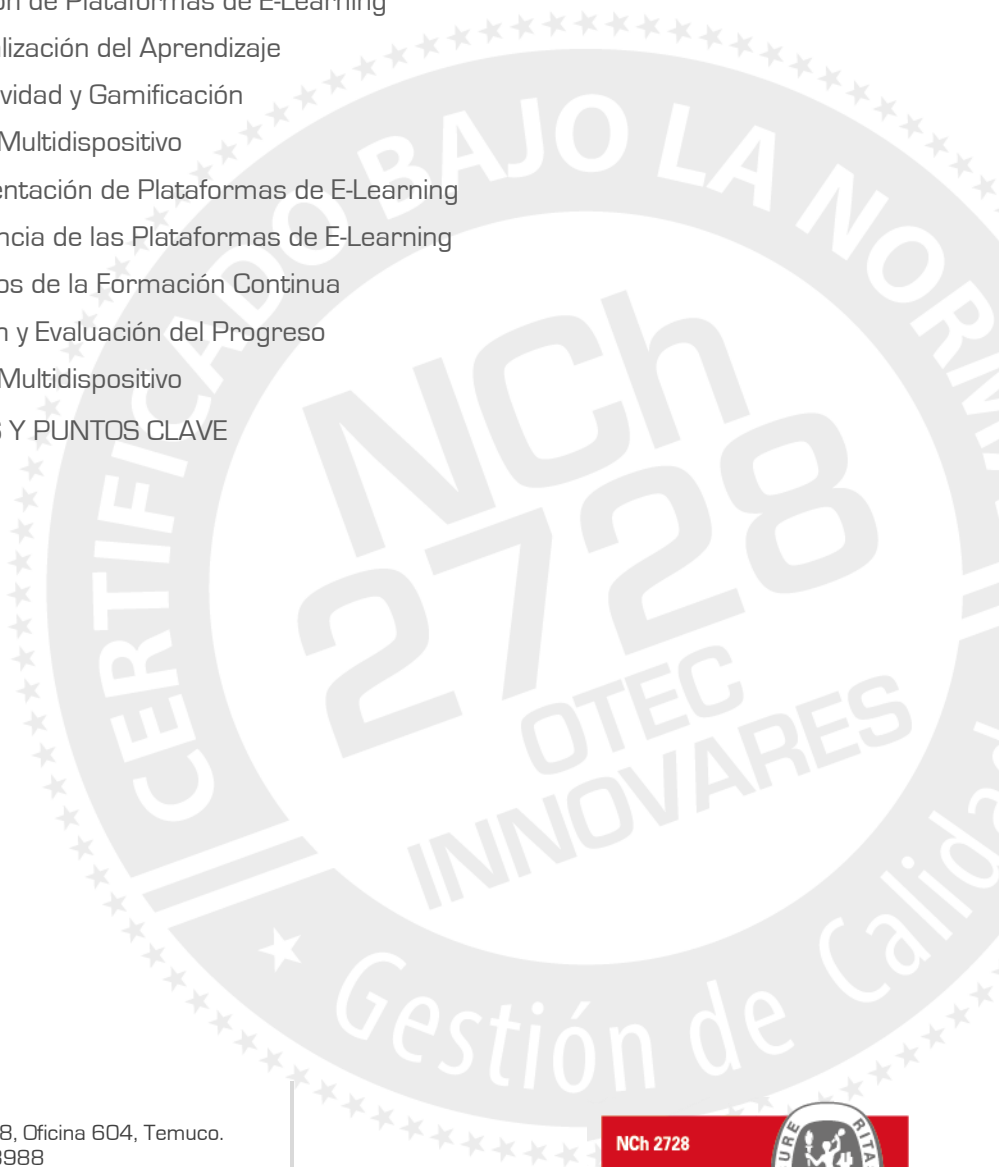 ón de Plataformas de E-Learning
lización del Aprendizaje
vidad y Gamificación
Multidispositivo
entación de Plataformas de E-Learning
ncia de las Plataformas de E-Learning
os de la Formación Continua
n y Evaluación del Progreso
Multidispositivo
S Y PUNTOS CLAVE
CERTIFICADO BAJO LA NORMA
NCh
2728
OTEC
INNOVARES
Gestión de Calidad
8, Oficina 604, Temuco.
3988
NCh 2728